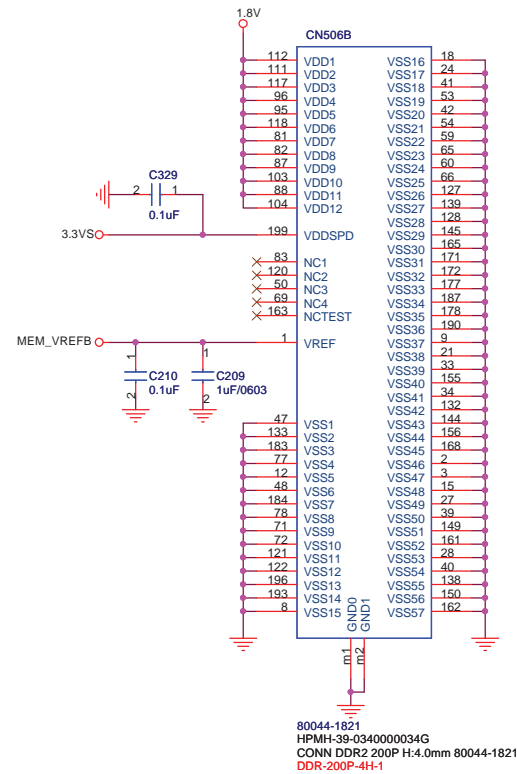 1.8V
CN506B
112 VDD1 VSS16 18
111 VDD2 VSS17 24
117 VDD3 VSS18 41
96 VDD4 VSS19 53
95 VDD5 VSS20 42
118 VDD6 VSS21 54
81 VDD7 VSS22 59
82 VDD8 VSS23 65
87 VDD9 VSS24 60
103 VDD10 VSS25 66
88 VDD11 VSS26 127
104 VDD12 VSS27 139
VSS28 128
C329
2 1
0.1uF
3.3VS 199 VDDSPD VSS29 145
VSS30 165
83 NC1 VSS31 171
120 NC2 VSS32 172
50 NC3 VSS33 177
69 NC4 VSS34 187
163 NCTEST VSS35 178
VSS36 190
MEM_VREFB 1 VREF VSS37 9
VSS38 21
VSS39 33
VSS40 155
VSS41 34
VSS42 132
1 C210 0.1uF 2
1 C209 1uF/0603 2
47 VSS1 VSS43 144
133 VSS2 VSS44 156
183 VSS3 VSS45 168
77 VSS4 VSS46 2
12 VSS5 VSS47 3
48 VSS6 VSS48 15
184 VSS7 VSS49 27
78 VSS8 VSS50 39
71 VSS9 VSS51 149
72 VSS10 VSS52 161
121 VSS11 VSS53 28
122 VSS12 VSS54 40
196 VSS13 VSS55 138
193 VSS14 VSS56 150
8 VSS15 VSS57 162
GND0 GND1
m1 m2
80044-1821
HPMH-39-0340000034G
CONN DDR2 200P H:4.0mm 80044-1821
DDR-200P-4H-1